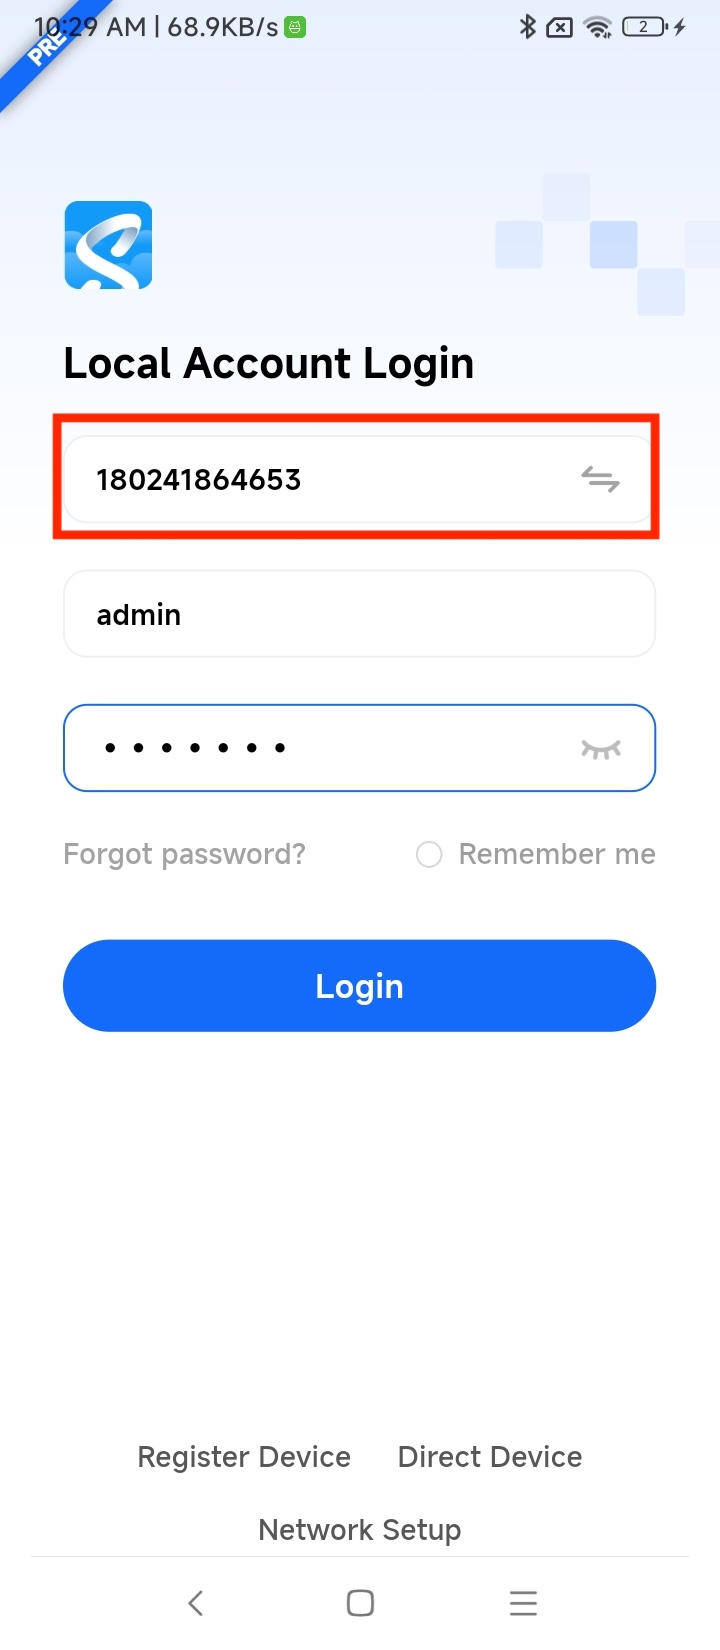 10:29 AM | 68.9KB/s
2
PRE
Local Account Login
180241864653
admin
•••••••
Forgot password? Remember me
Login
Register Device Direct Device
Network Setup